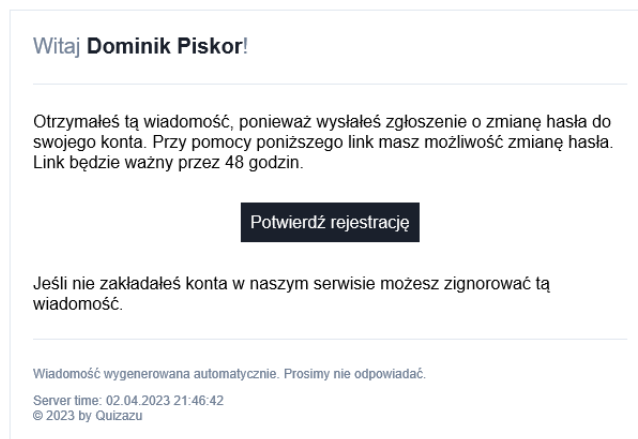 Witaj Dominik Piskor!
Otrzymałeś tą wiadomość, ponieważ wysłałeś zgłoszenie o zmianę hasła do
swojego konta. Przy pomocy poniższego link masz możliwość zmianę hasła.
Link będzie ważny przez 48 godzin.
Potwierdź rejestrację
Jeśli nie zakładałeś konta w naszym serwisie możesz zignorować tą
wiadomość.
Wiadomość wygenerowana automatycznie. Prosimy nie odpowiadać.
Server time: 02.04.2023 21:46:42
© 2023 by Quizazu